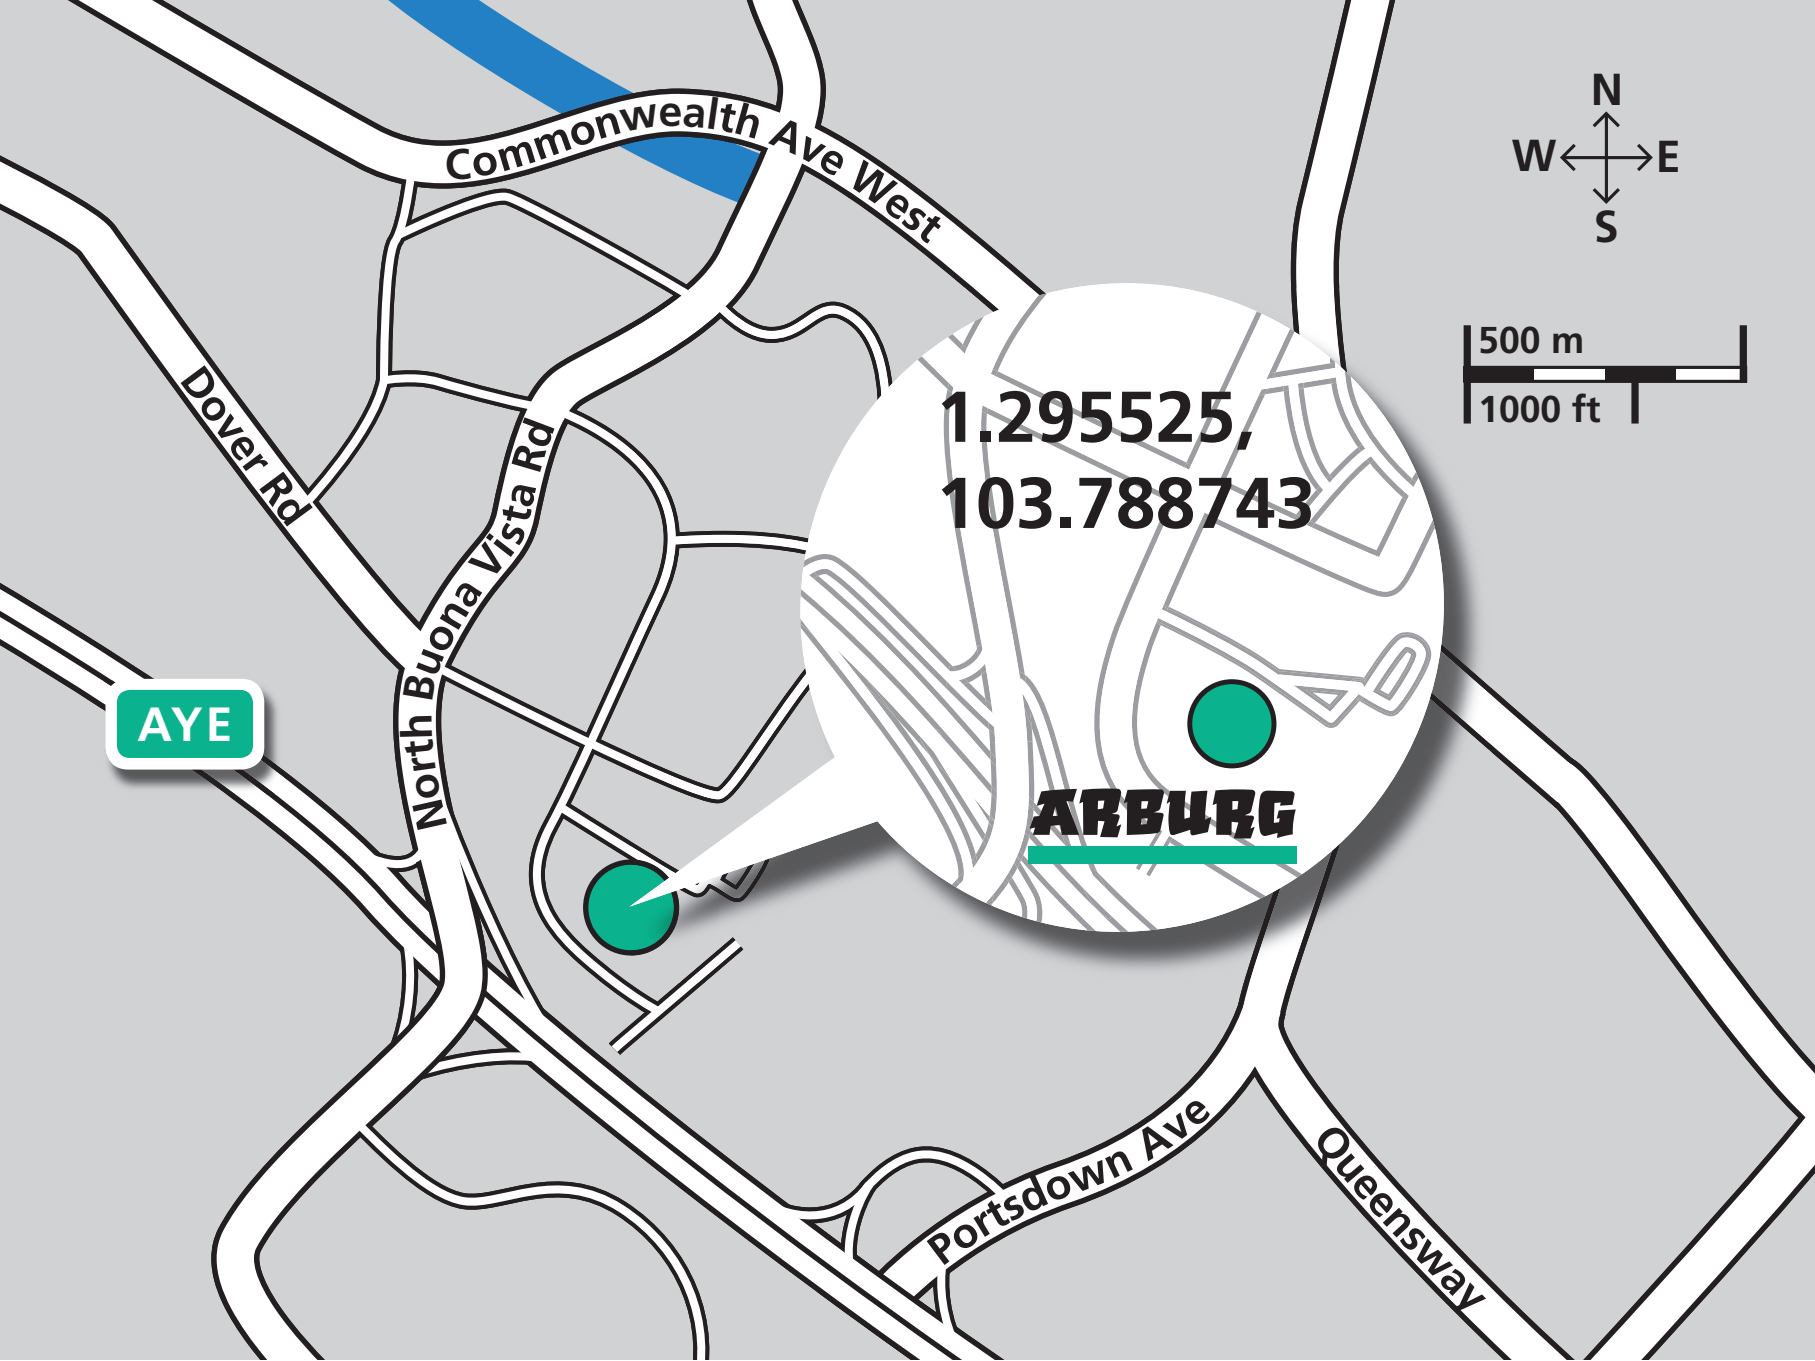 N
W E
S
Commonwealth Ave West
500 m
1000 ft
Dover Rd
North Buona Vista Rd
1.295525,
103.788743
AYE
ARBURG
Portsdown Ave
Queensway